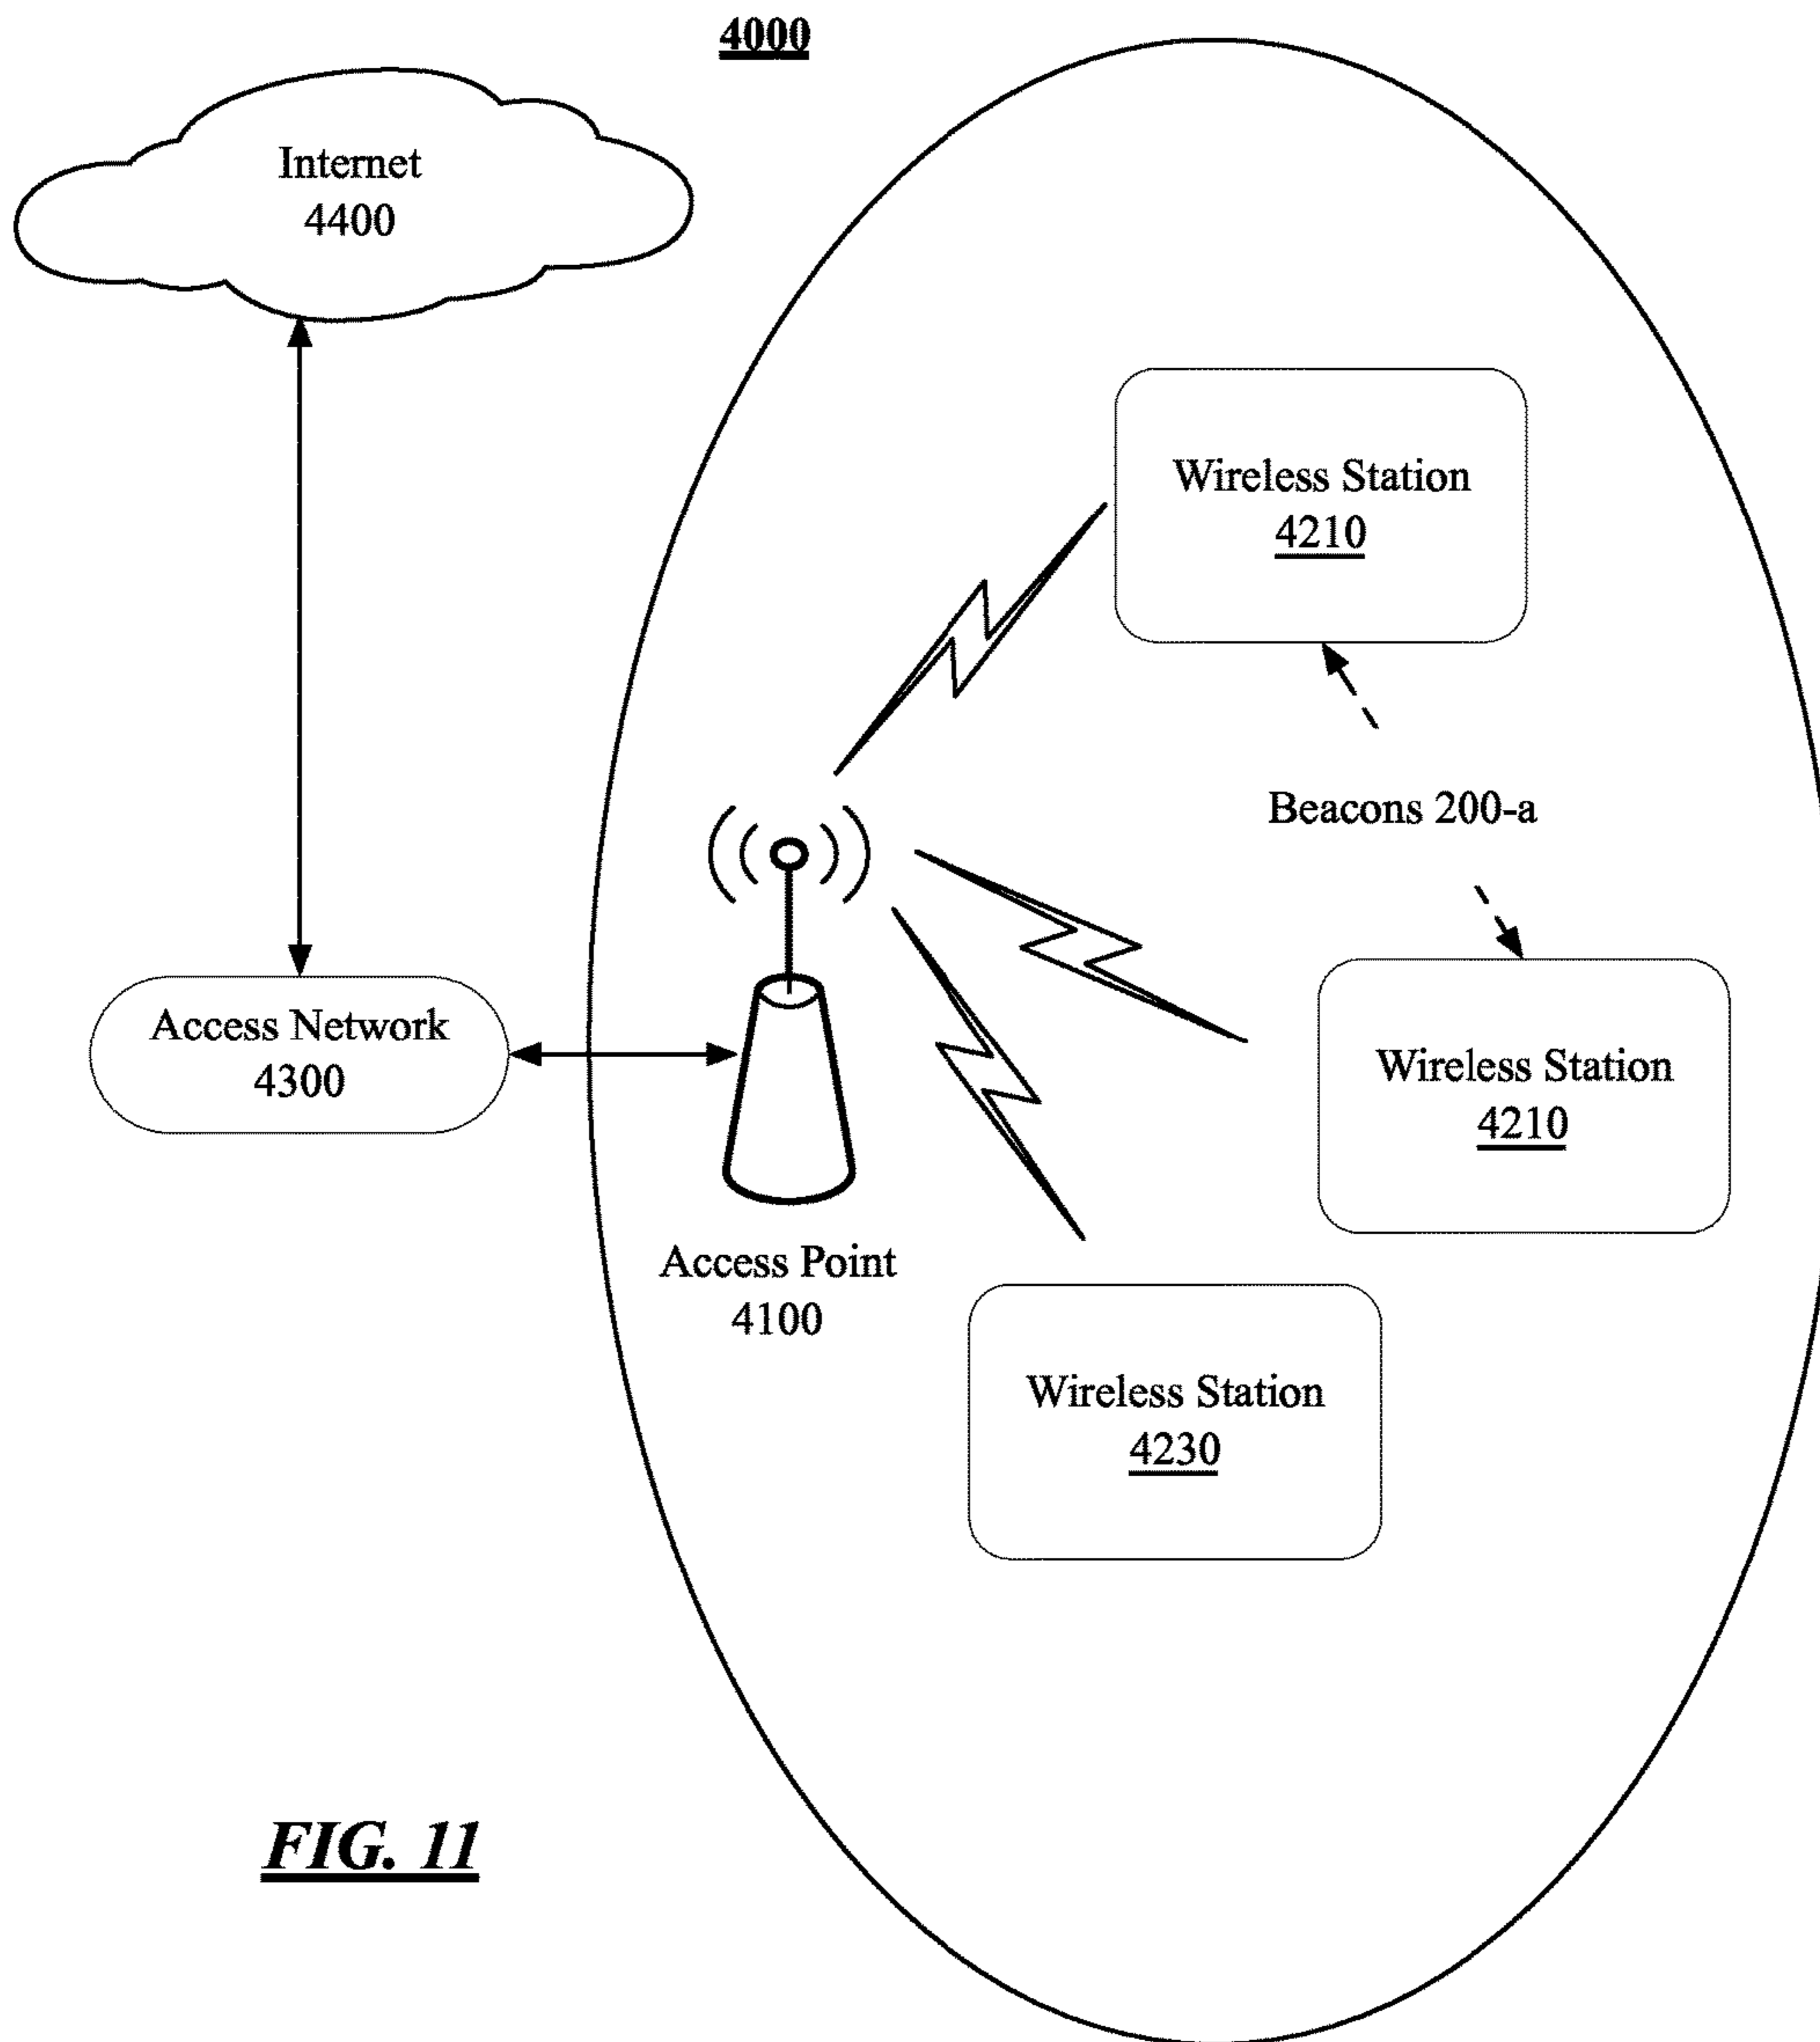 4000
Internet
4400
Wireless Station
4210
Beacons 200-a
Access Network
4300
Wireless Station
4210
Access Point
4100
Wireless Station
4230
FIG. 11